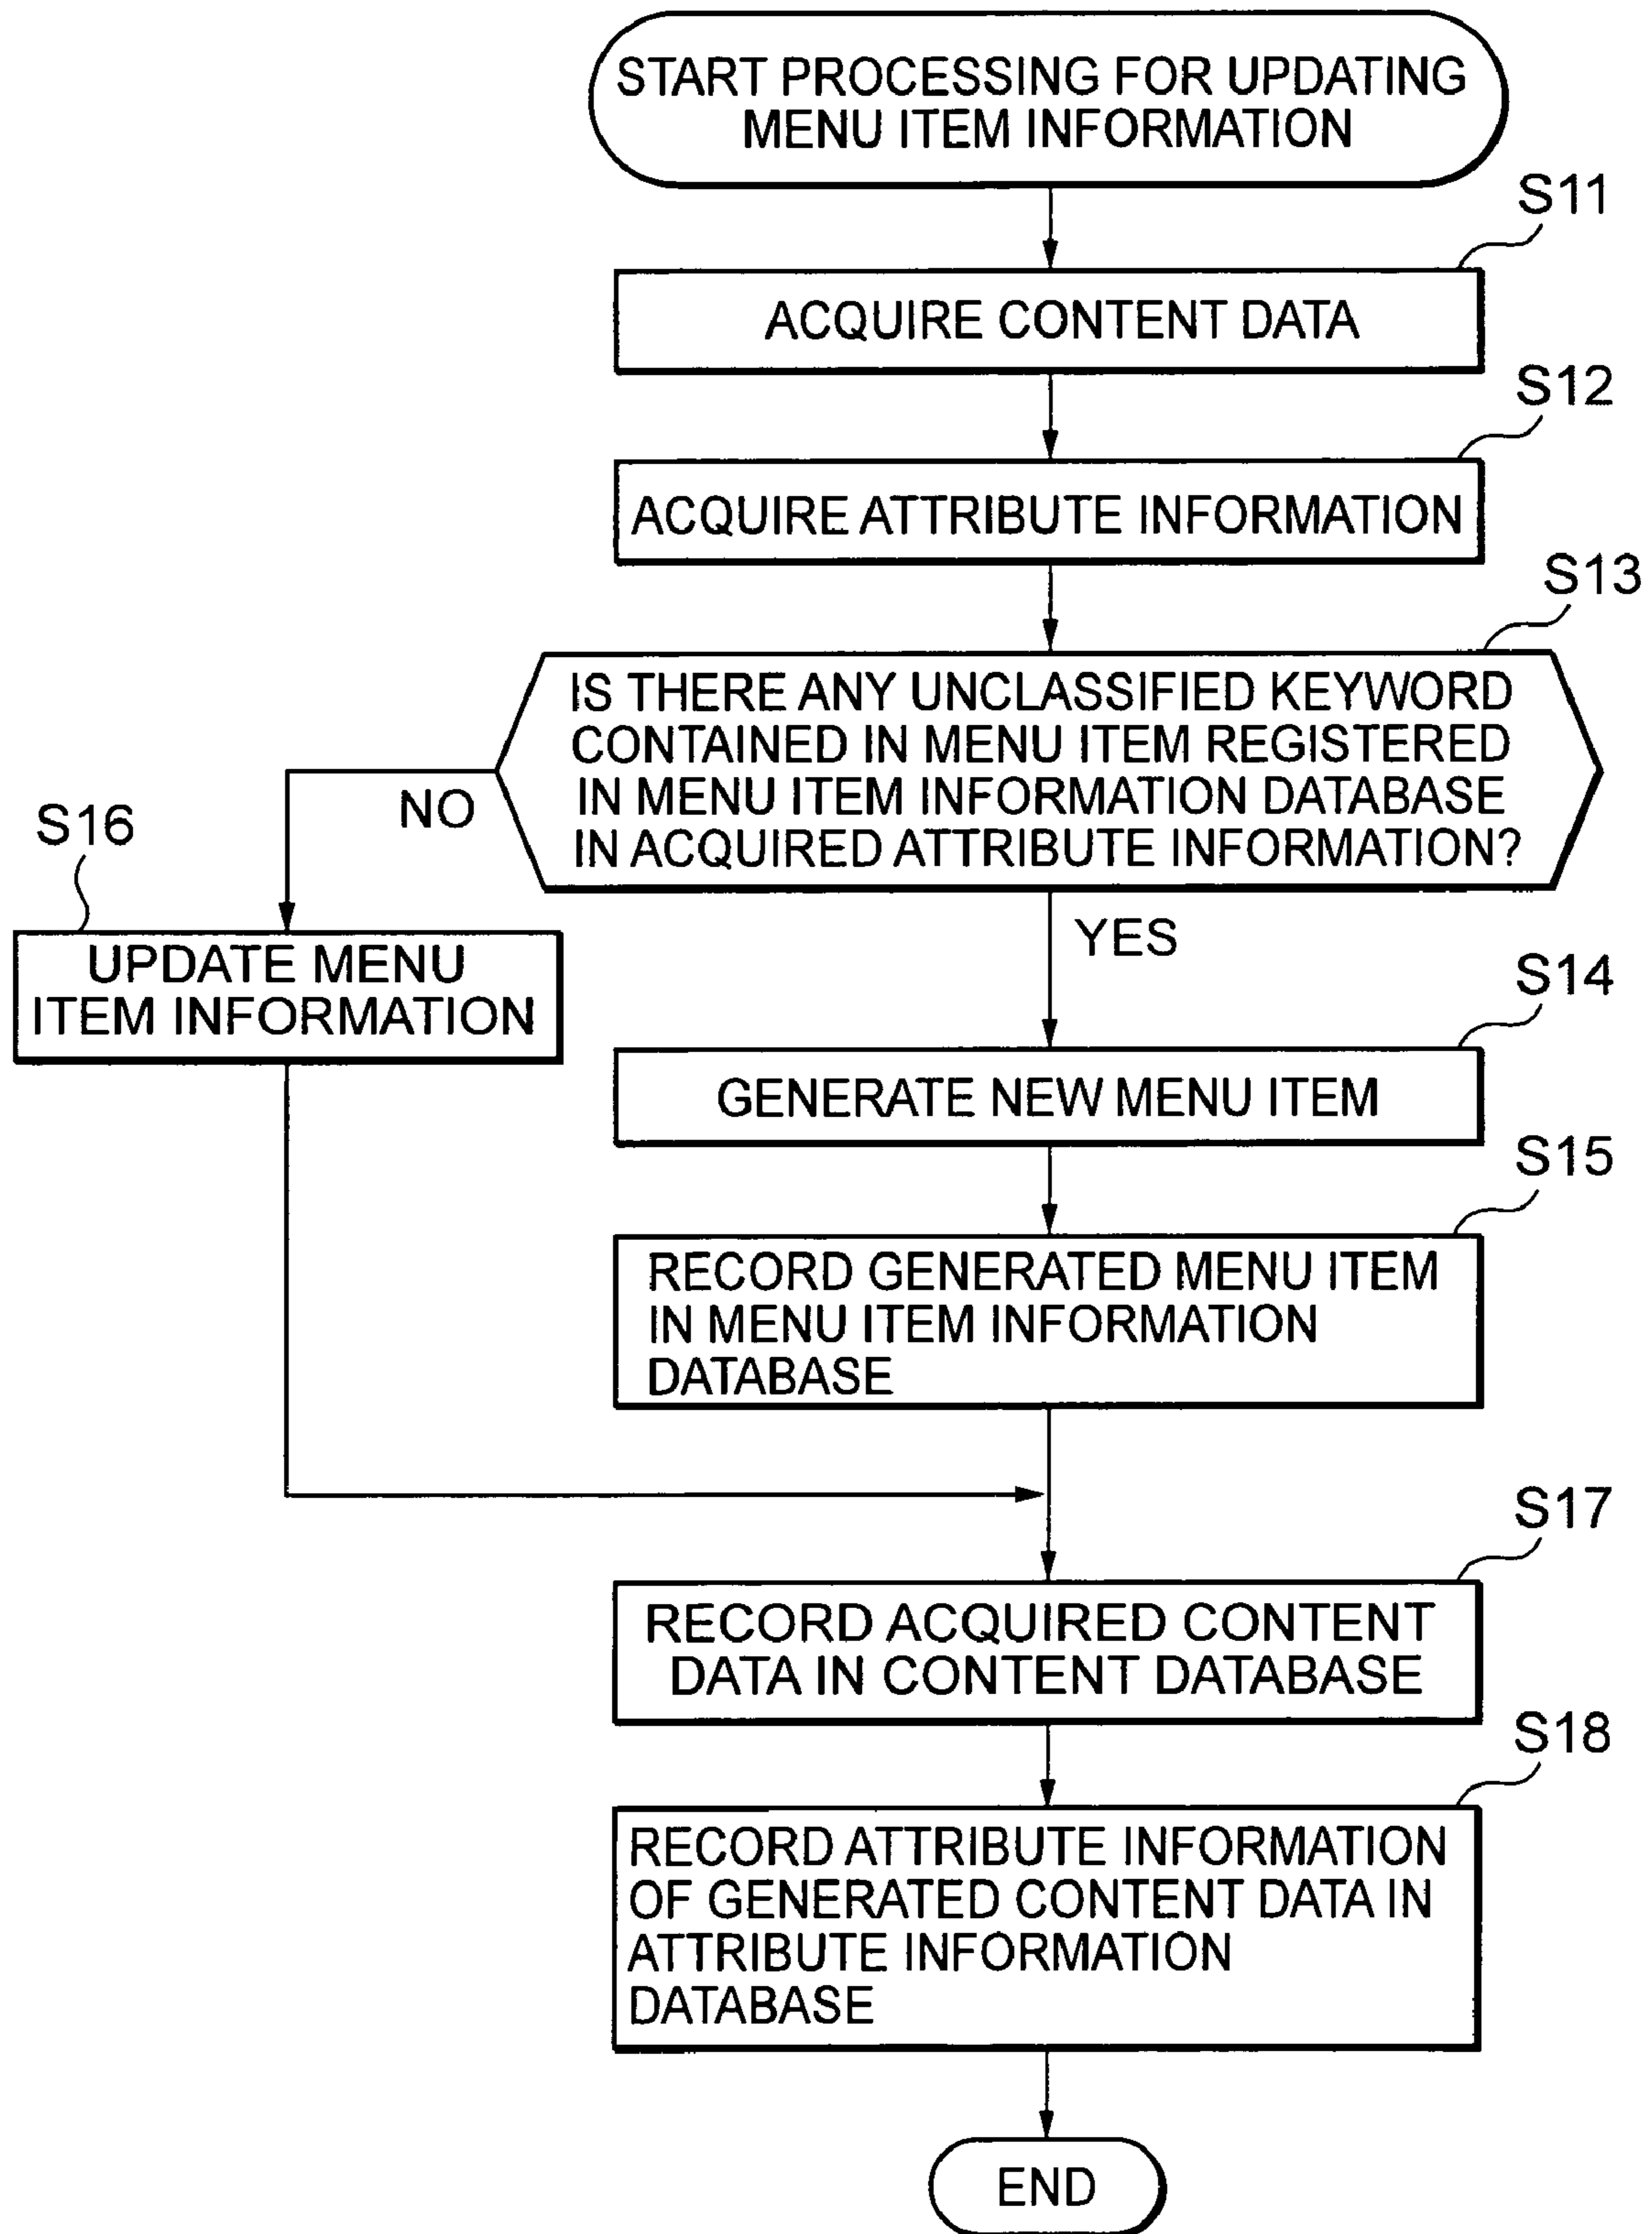 START PROCESSING FOR UPDATING
MENU ITEM INFORMATION
S11
ACQUIRE CONTENT DATA
S12
ACQUIRE ATTRIBUTE INFORMATION
S13
IS THERE ANY UNCLASSIFIED KEYWORD
CONTAINED IN MENU ITEM REGISTERED
IN MENU ITEM INFORMATION DATABASE
IN ACQUIRED ATTRIBUTE INFORMATION?
NO
S16
UPDATE MENU
ITEM INFORMATION
YES
S14
GENERATE NEW MENU ITEM
S15
RECORD GENERATED MENU ITEM
IN MENU ITEM INFORMATION
DATABASE
S17
RECORD ACQUIRED CONTENT
DATA IN CONTENT DATABASE
S18
RECORD ATTRIBUTE INFORMATION
OF GENERATED CONTENT DATA IN
ATTRIBUTE INFORMATION
DATABASE
END